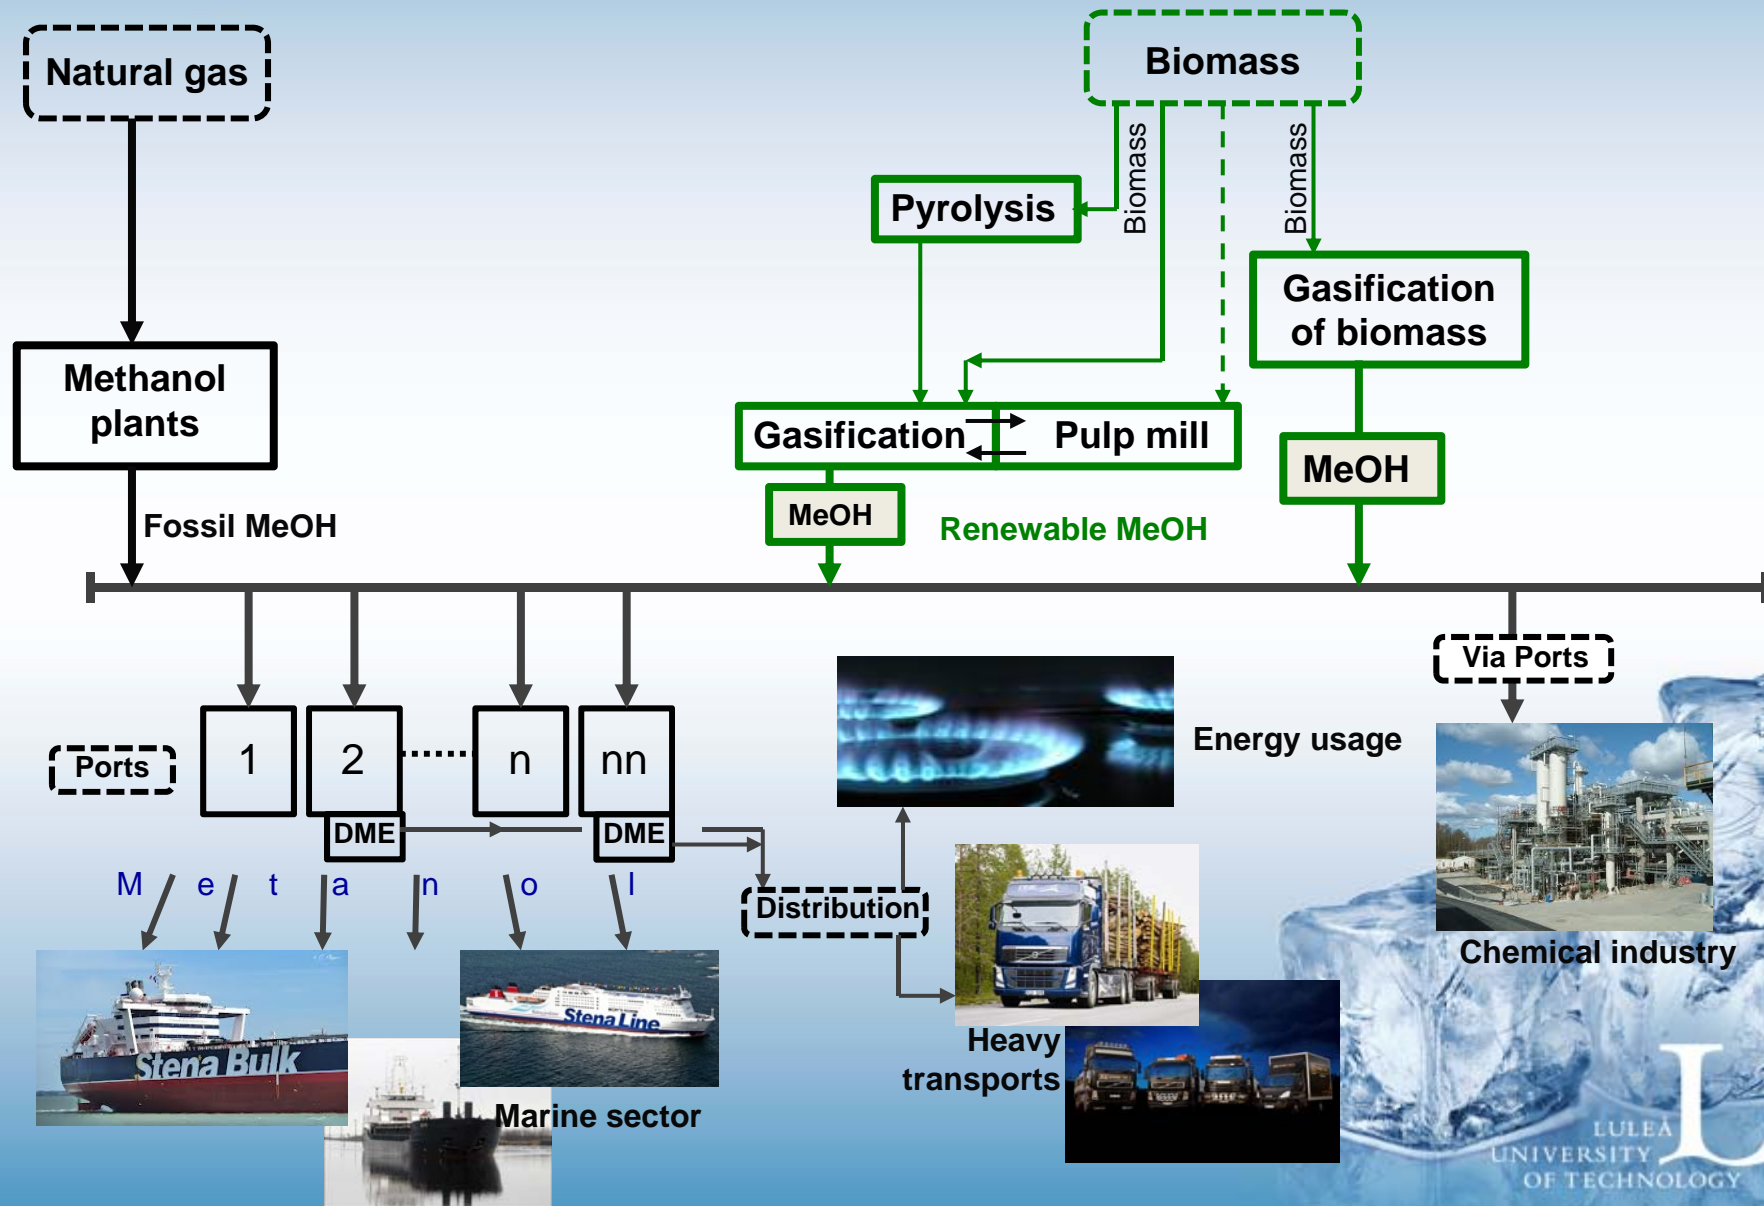 Natural gas
Biomass
Biomass
Biomass
Pyrolysis
Gasification
of biomass
Methanol
plants
Gasification
Pulp mill
MeOH
MeOH
Fossil MeOH
Renewable MeOH
Via Ports
Ports
1
2
n
nn
DME
DME
Energy usage
M e t a n o l
Distribution
Chemical industry
Stena Bulk
Stena Line
Heavy
transports
Marine sector
LULEÅ
UNIVERSITY
OF TECHNOLOGY